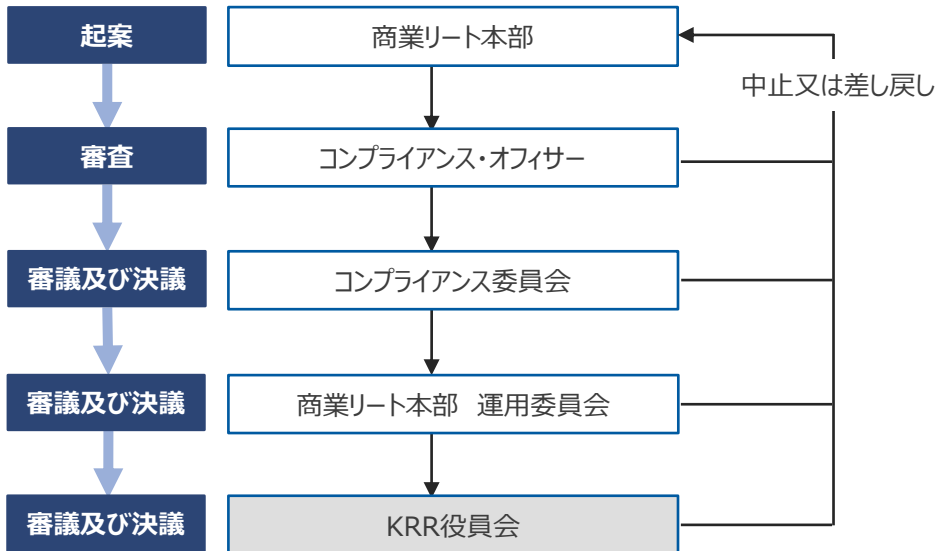 起案
商業リート本部
中止又は差し戻し
審査
コンプライアンス・オフィサー
審議及び決議
コンプライアンス委員会
審議及び決議
商業リート本部　運用委員会
審議及び決議
KRR役員会